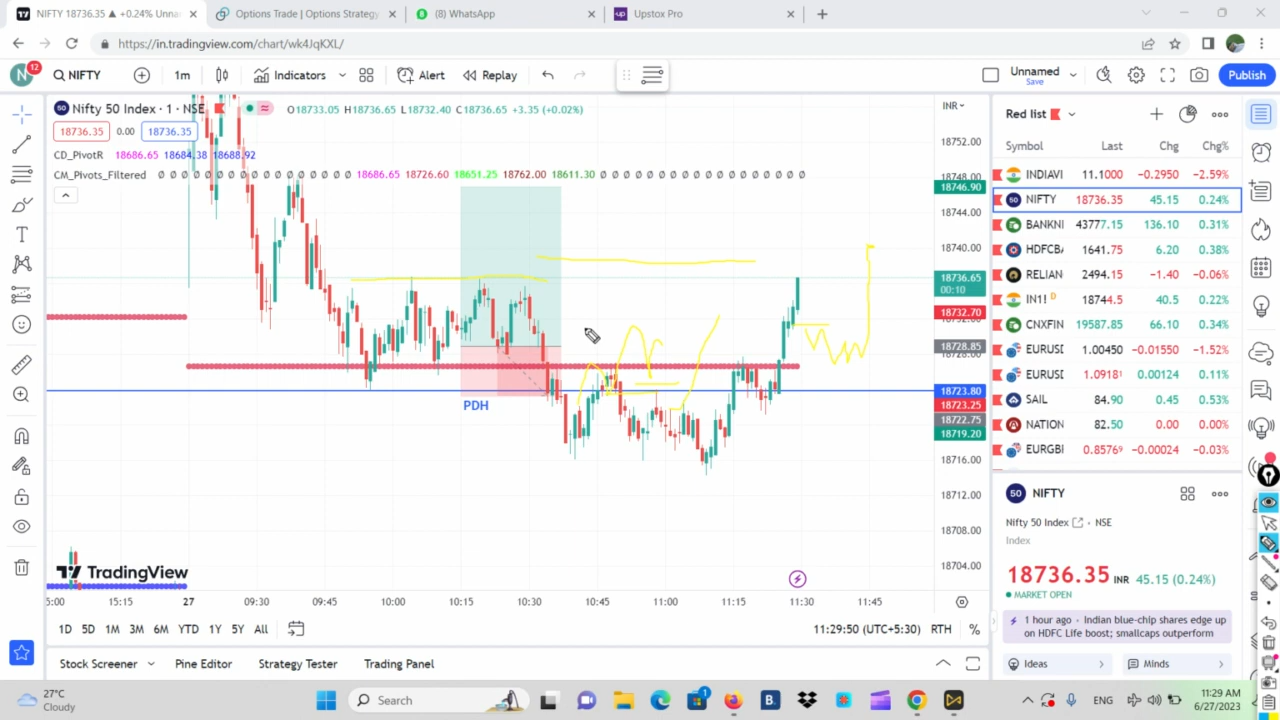 NIFTY 18736.35 ▲ +0.24% Unna
Options Trade | Options Strategy
(8) WhatsApp
Upstox Pro
https://in.tradingview.com/chart/wk4JqKXL/
N 12
NIFTY
1m
Indicators
Alert
Replay
Unnamed
Save
Publish
50 Nifty 50 Index · 1 · NSE O18733.05 H18736.65 L18732.40 C18736.65 +3.35 (+0.02%)
18736.35 0.00 18736.35
CD_PivotR 18686.65 18684.38 18688.92
CM_Pivots_Filtered ø ø ø ø ø ø ø ø ø ø ø ø ø ø ø ø ø 18686.65 18726.60 18651.25 18762.00 18611.30 ø ø ø ø ø ø ø ø ø ø ø ø ø ø ø ø ø ø
INR
18752.00
18748.00
18746.90
18744.00
18740.00
18736.65
00:10
18732.70
18728.85
18723.80
18723.25
18722.75
18719.20
18716.00
18712.00
18708.00
18704.00
PDH
TradingView
5:00 15:15 27 09:30 09:45 10:00 10:15 10:30 10:45 11:00 11:15 11:30 11:45
1D 5D 1M 3M 6M YTD 1Y 5Y All
11:29:50 (UTC+5:30) RTH %
Stock Screener Pine Editor Strategy Tester Trading Panel
Red list
Symbol Last Chg Chg%
INDIAVI 11.1000 −0.2950 −2.59%
NIFTY 18736.35 45.15 0.24%
BANKNI 43777.15 136.10 0.31%
HDFCB 1641.75 6.20 0.38%
RELIAN 2494.15 −1.40 −0.06%
IN1! D 18744.5 40.5 0.22%
CNXFIN 19587.85 66.10 0.34%
EURUS 1.00450 −0.01550 −1.52%
EURUS 1.0918 0.00124 0.11%
SAIL 84.90 0.45 0.53%
NATION 82.50 0.00 0.00%
EURGBI 0.8576 −0.00024 −0.03%
50 NIFTY
Nifty 50 Index · NSE
Index
18736.35 INR 45.15 (0.24%)
MARKET OPEN
1 hour ago · Indian blue-chip shares edge up
on HDFC Life boost; smallcaps outperform
Ideas
Minds
27°C
Cloudy
Search
1
B.
ENG
11:29 AM
6/27/2023